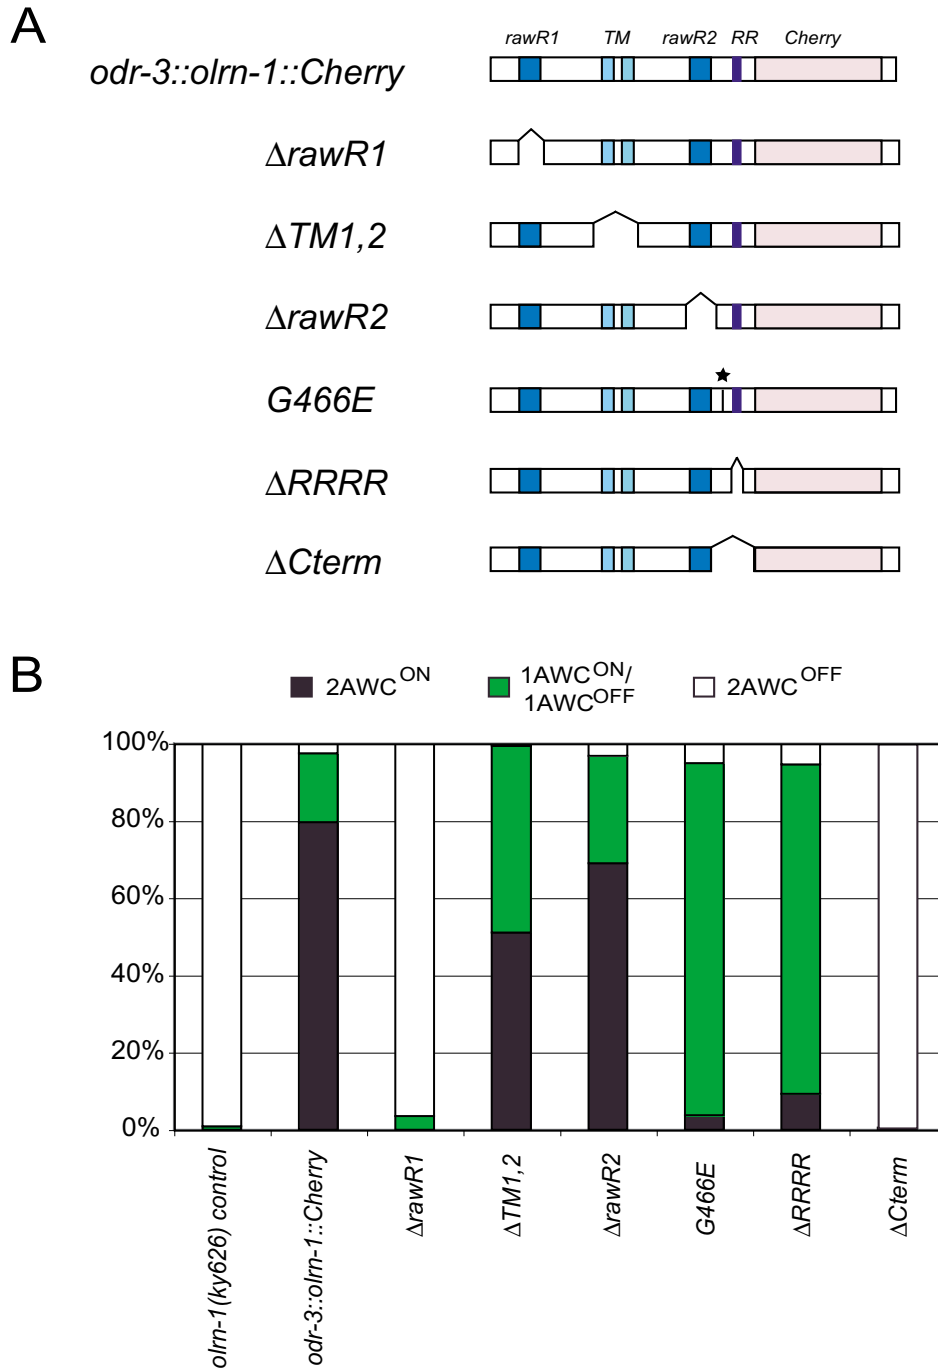 A
rawR1 TM rawR2 RR Cherry
odr-3::olrn-1::Cherry
ΔrawR1
ΔTM1,2
ΔrawR2
G466E
ΔRRRR
ΔCterm
B
2AWC^ON
1AWC^ON/
1AWC^OFF
2AWC^OFF
100%
80%
60%
40%
20%
0%
olrn-1(ky626) control
odr-3::olrn-1::Cherry
ΔrawR1
ΔTM1,2
ΔrawR2
G466E
ΔRRRR
ΔCterm